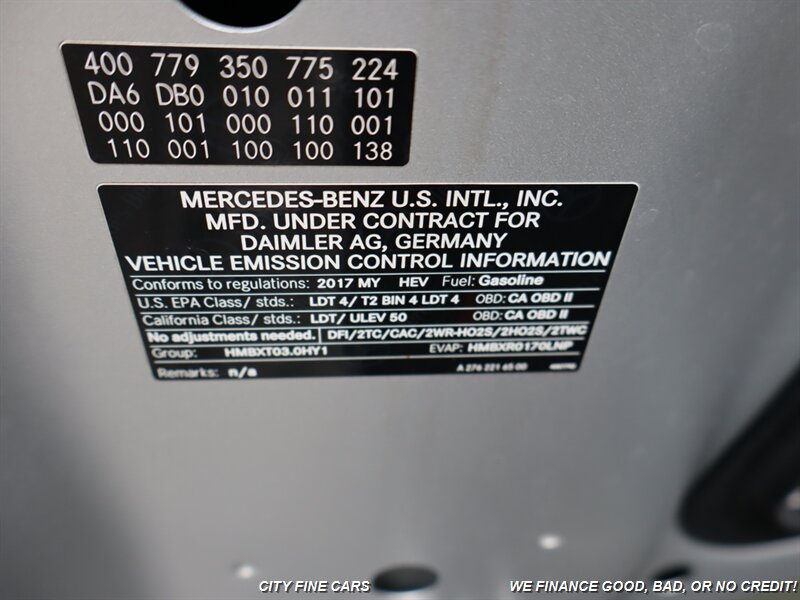 400 779 350 775 224
DA6 DB0 010 011 101
000 101 000 110 001
110 001 100 100 138
MERCEDES-BENZ U.S. INTL., INC.
MFD. UNDER CONTRACT FOR
DAIMLER AG, GERMANY
VEHICLE EMISSION CONTROL INFORMATION
Conforms to regulations: 2017 MY HEV Fuel: Gasoline
U.S. EPA Class/ stds.: LDT 4/ T2 BIN 4 LDT 4 OBD: CA OBD II
California Class/ stds.: LDT/ ULEV 50 OBD: CA OBD II
No adjustments needed. DFI/2TC/CAC/2WR-HO2S/2HO2S/2TWC
Group: HMBXT03.0HY1 EVAP: HMBXR0170LNP
Remarks: n/a A 276 221 65 00
CITY FINE CARS WE FINANCE GOOD, BAD, OR NO CREDIT!